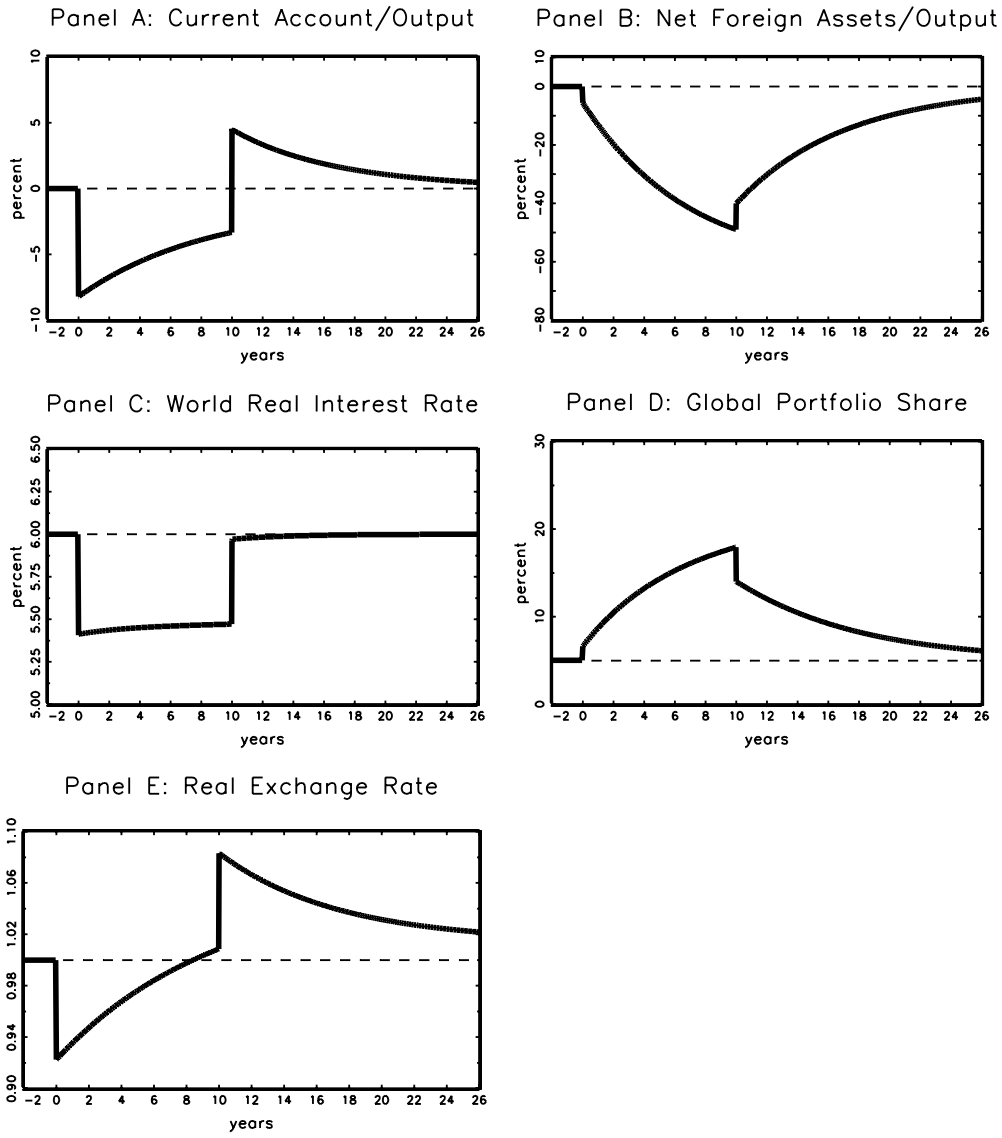 Panel A: Current Account/Output
10
5
0
−5
−10
percent
−2 0 2 4 6 8 10 12 14 16 18 20 22 24 26
years
Panel B: Net Foreign Assets/Output
10
0
−20
−40
−60
−80
percent
−2 0 2 4 6 8 10 12 14 16 18 20 22 24 26
years
Panel C: World Real Interest Rate
6.50
6.25
6.00
5.75
5.50
5.25
5.00
percent
−2 0 2 4 6 8 10 12 14 16 18 20 22 24 26
years
Panel D: Global Portfolio Share
30
20
10
0
percent
−2 0 2 4 6 8 10 12 14 16 18 20 22 24 26
years
Panel E: Real Exchange Rate
1.10
1.06
1.02
0.98
0.94
0.90
−2 0 2 4 6 8 10 12 14 16 18 20 22 24 26
years